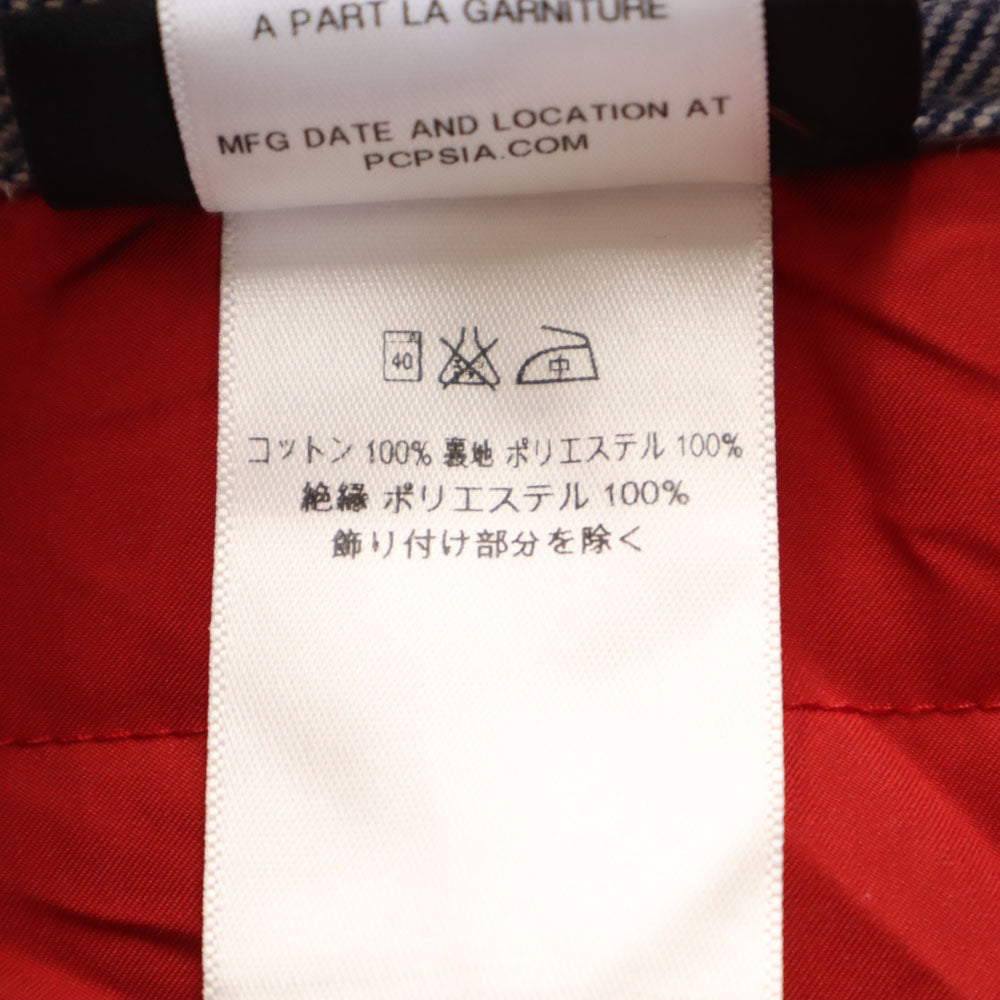 A PART LA GARNITURE
MFG DATE AND LOCATION AT
PCPSIA.COM
40
中
コットン 100% 裏地 ポリエステル 100%
絶縁 ポリエステル 100%
飾り付け部分を除く